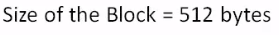 Size of the Block = 512 bytes